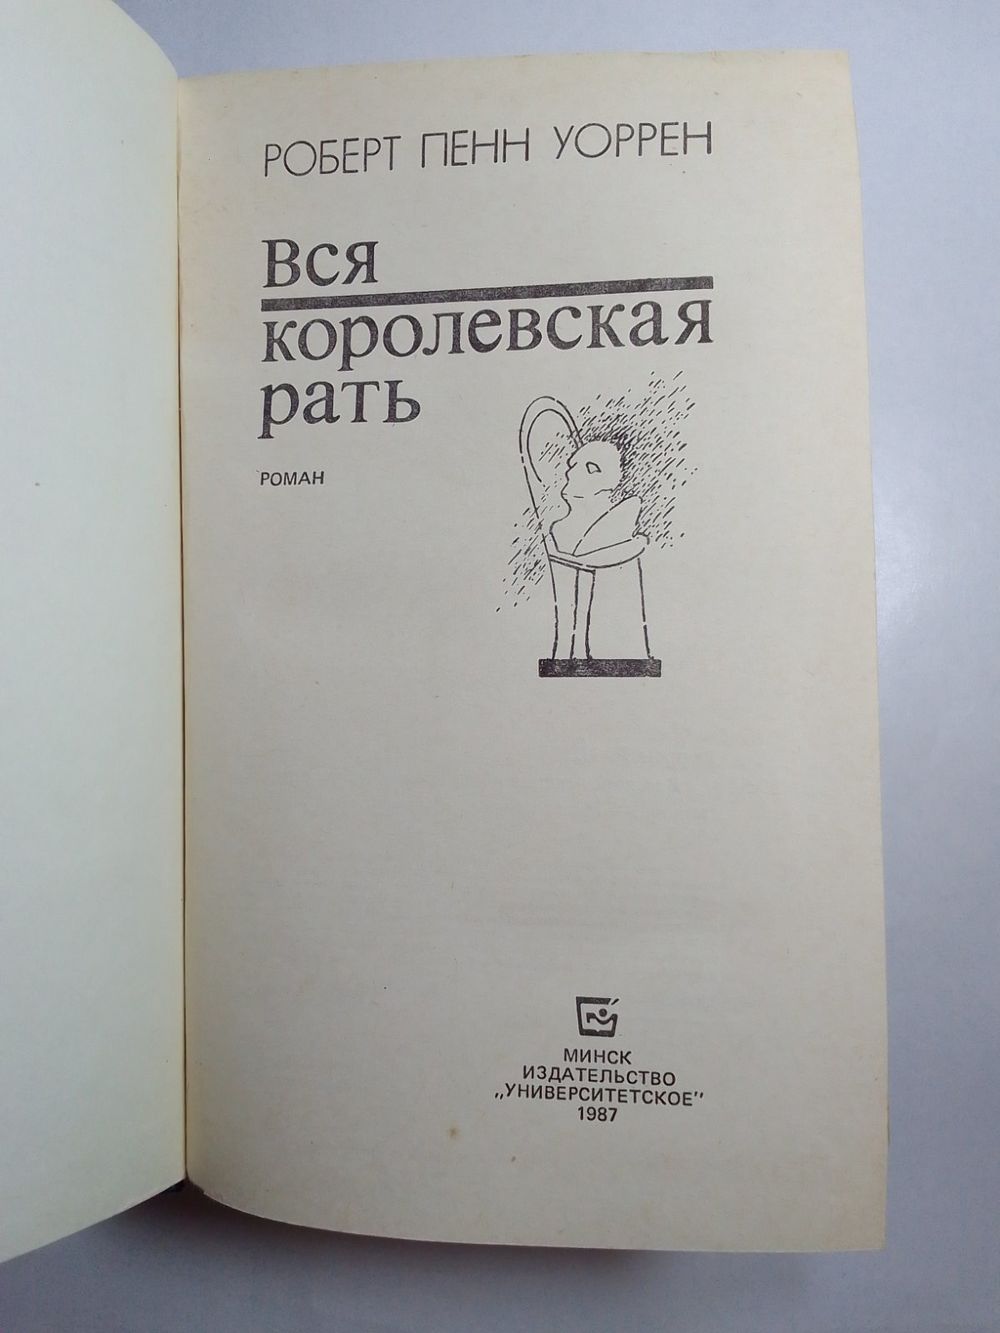 РОБЕРТ ПЕНН УОРРЕН
Вся
королевская
рать
РОМАН
МИНСК
ИЗДАТЕЛЬСТВО
„УНИВЕРСИТЕТСКОЕ”
1987